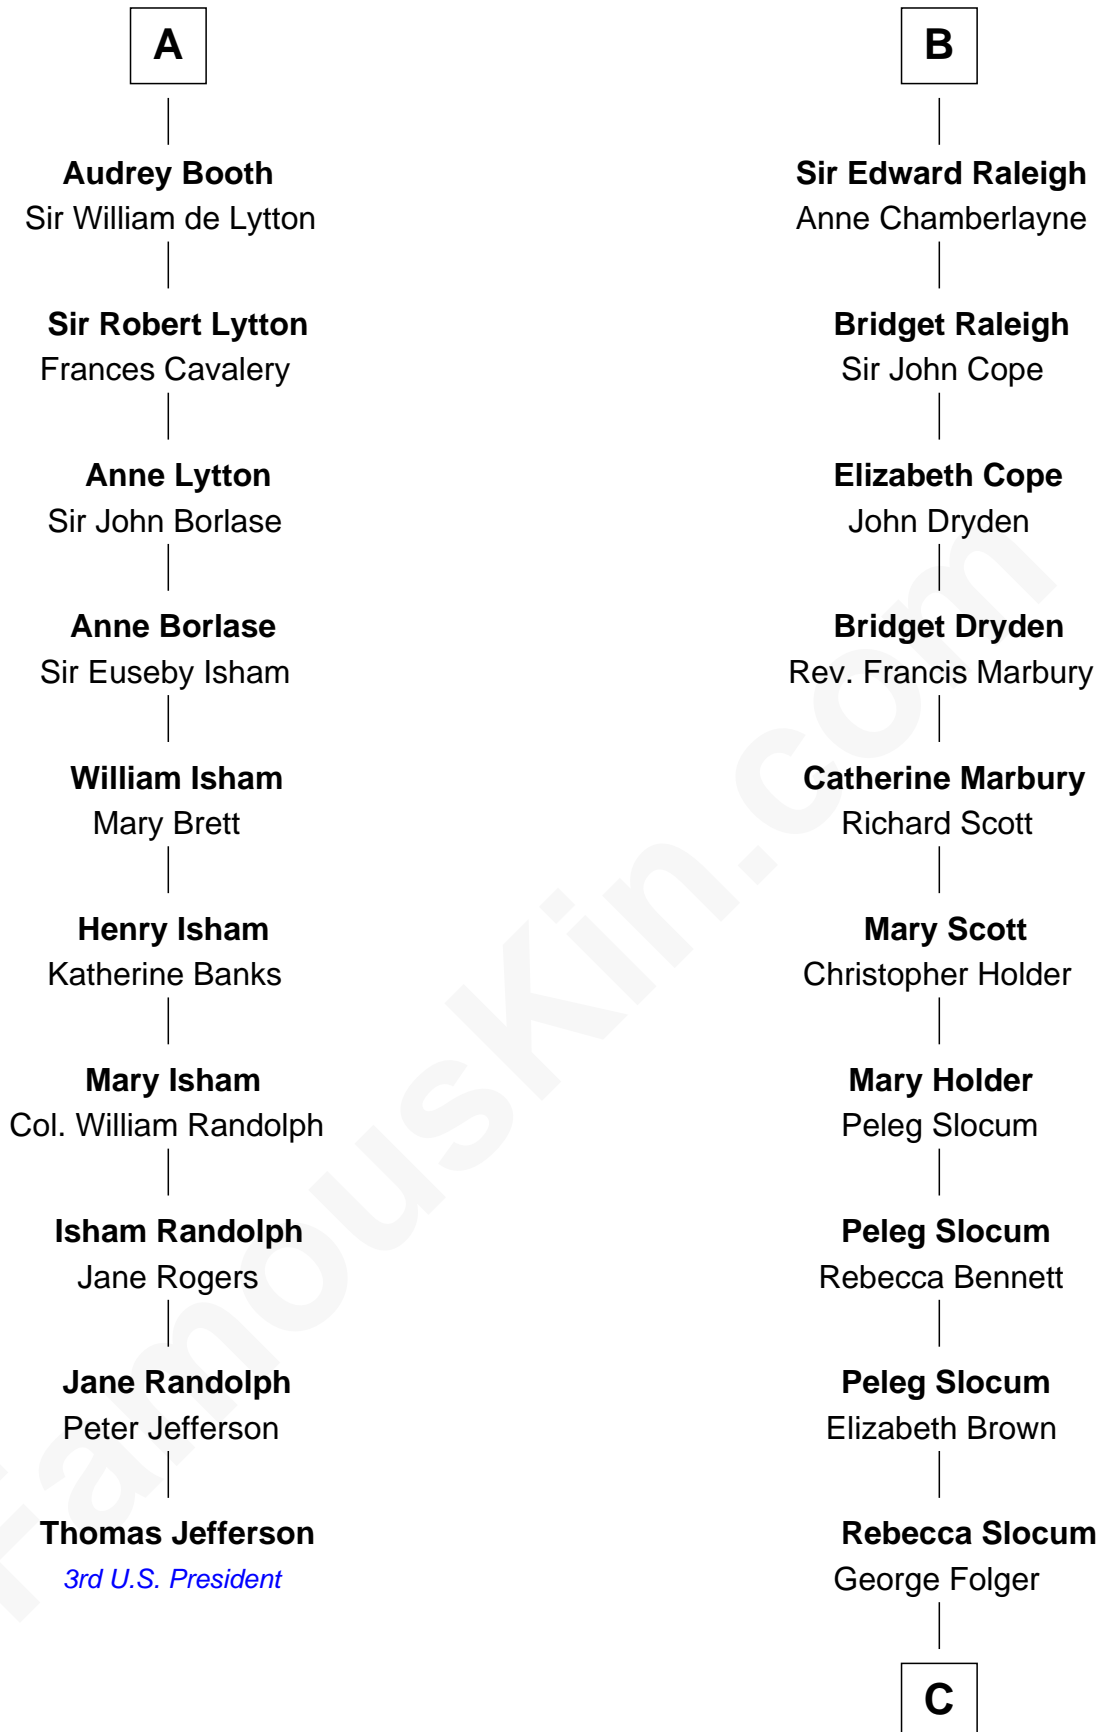 A
Audrey Booth
Sir William de Lytton
Sir Robert Lytton
Frances Cavalery
Anne Lytton
Sir John Borlase
Anne Borlase
Sir Euseby Isham
William Isham
Mary Brett
Henry Isham
Katherine Banks
Mary Isham
Col. William Randolph
Isham Randolph
Jane Rogers
Jane Randolph
Peter Jefferson
Thomas Jefferson
3rd U.S. President
B
Sir Edward Raleigh
Anne Chamberlayne
Bridget Raleigh
Sir John Cope
Elizabeth Cope
John Dryden
Bridget Dryden
Rev. Francis Marbury
Catherine Marbury
Richard Scott
Mary Scott
Christopher Holder
Mary Holder
Peleg Slocum
Peleg Slocum
Rebecca Bennett
Peleg Slocum
Elizabeth Brown
Rebecca Slocum
George Folger
C
FamousKin.com